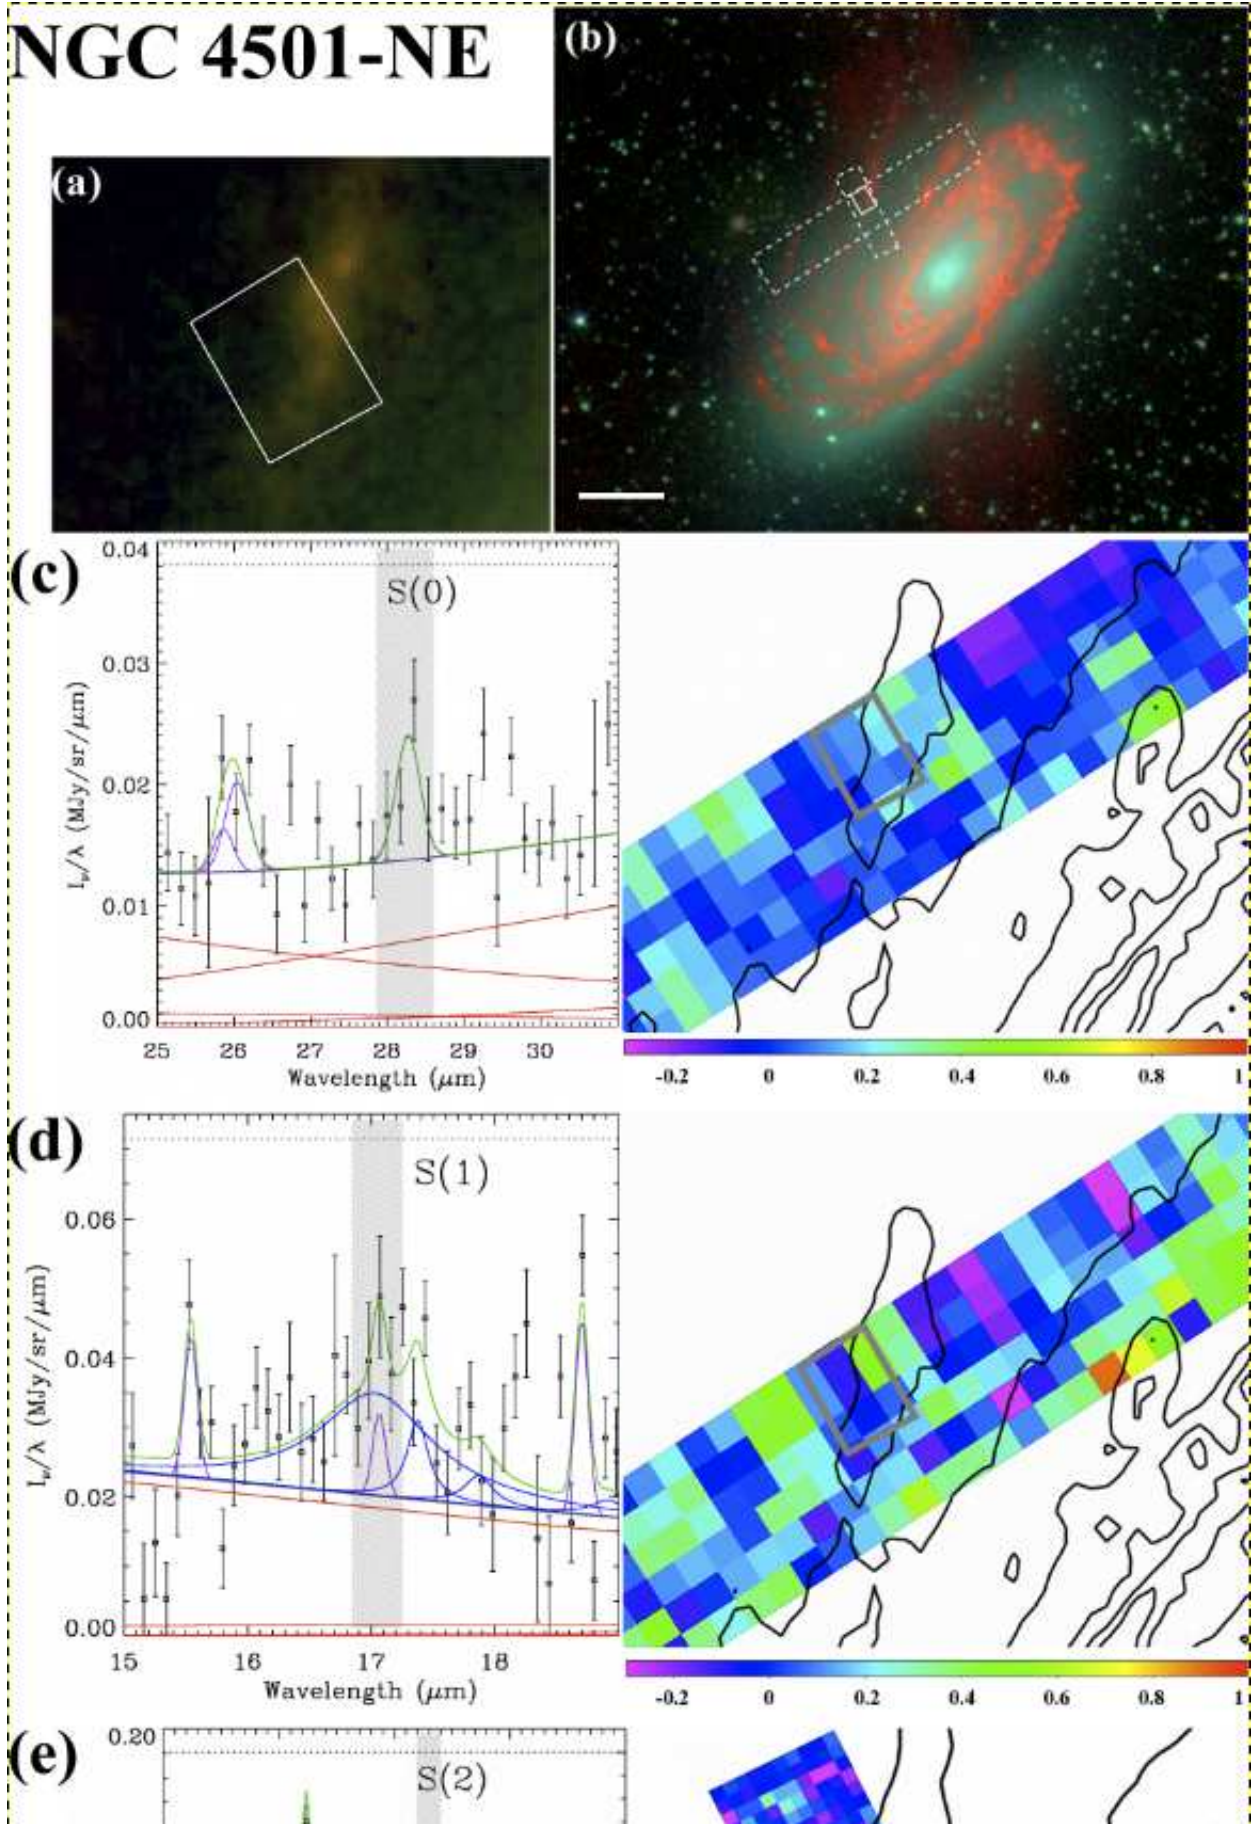 NGC 4501-NE
(a)
(b)
(c)
0.04
0.03
0.02
0.01
0.00
S(0)
I_ν/λ (MJy/sr/μm)
25 26 27 28 29 30
Wavelength (μm)
-0.2 0 0.2 0.4 0.6 0.8 1
(d)
0.06
0.04
0.02
0.00
S(1)
I_ν/λ (MJy/sr/μm)
15 16 17 18
Wavelength (μm)
-0.2 0 0.2 0.4 0.6 0.8 1
(e)
0.20
S(2)